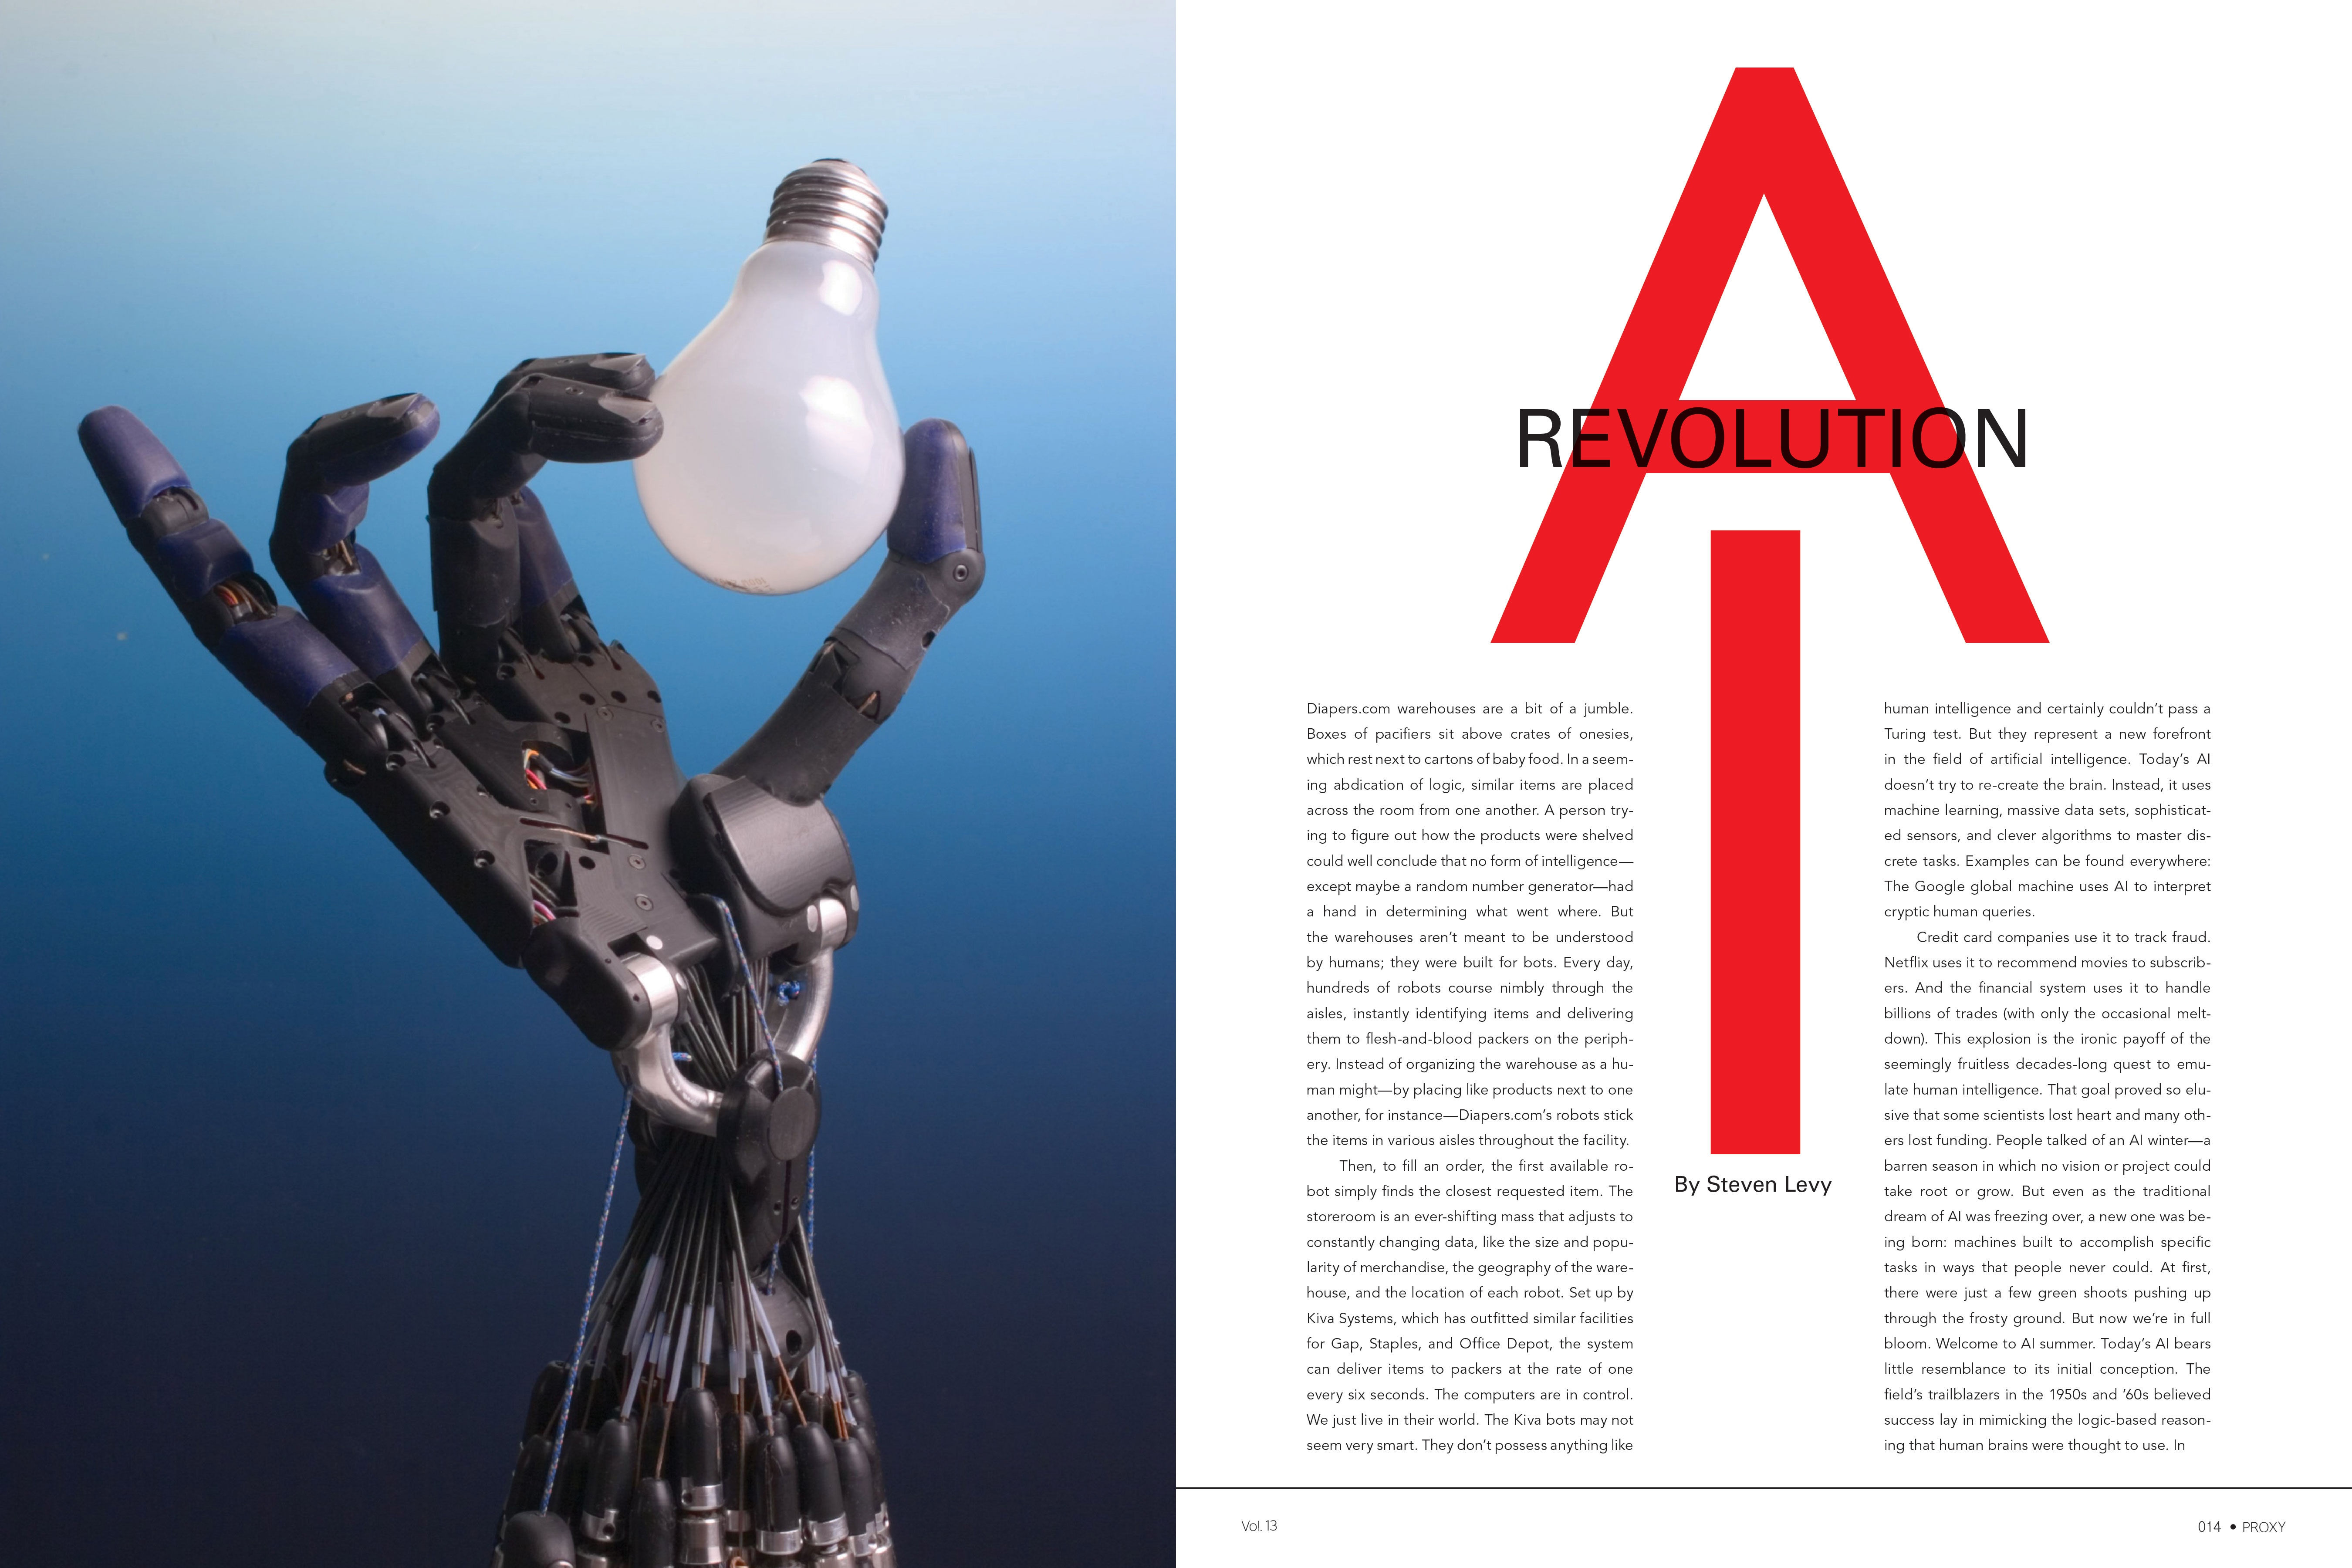 A
REVOLUTION
I
By Steven Levy
Diapers.com warehouses are a bit of a jumble.
Boxes of pacifiers sit above crates of onesies,
which rest next to cartons of baby food. In a seem-
ing abdication of logic, similar items are placed
across the room from one another. A person try-
ing to figure out how the products were shelved
could well conclude that no form of intelligence—
except maybe a random number generator—had
a hand in determining what went where. But
the warehouses aren’t meant to be understood
by humans; they were built for bots. Every day,
hundreds of robots course nimbly through the
aisles, instantly identifying items and delivering
them to flesh-and-blood packers on the periph-
ery. Instead of organizing the warehouse as a hu-
man might—by placing like products next to one
another, for instance—Diapers.com’s robots stick
the items in various aisles throughout the facility.
Then, to fill an order, the first available ro-
bot simply finds the closest requested item. The
storeroom is an ever-shifting mass that adjusts to
constantly changing data, like the size and popu-
larity of merchandise, the geography of the ware-
house, and the location of each robot. Set up by
Kiva Systems, which has outfitted similar facilities
for Gap, Staples, and Office Depot, the system
can deliver items to packers at the rate of one
every six seconds. The computers are in control.
We just live in their world. The Kiva bots may not
seem very smart. They don’t possess anything like
human intelligence and certainly couldn’t pass a
Turing test. But they represent a new forefront
in the field of artificial intelligence. Today’s AI
doesn’t try to re-create the brain. Instead, it uses
machine learning, massive data sets, sophisticat-
ed sensors, and clever algorithms to master dis-
crete tasks. Examples can be found everywhere:
The Google global machine uses AI to interpret
cryptic human queries.
Credit card companies use it to track fraud.
Netflix uses it to recommend movies to subscrib-
ers. And the financial system uses it to handle
billions of trades (with only the occasional melt-
down). This explosion is the ironic payoff of the
seemingly fruitless decades-long quest to emu-
late human intelligence. That goal proved so elu-
sive that some scientists lost heart and many oth-
ers lost funding. People talked of an AI winter—a
barren season in which no vision or project could
take root or grow. But even as the traditional
dream of AI was freezing over, a new one was be-
ing born: machines built to accomplish specific
tasks in ways that people never could. At first,
there were just a few green shoots pushing up
through the frosty ground. But now we’re in full
bloom. Welcome to AI summer. Today’s AI bears
little resemblance to its initial conception. The
field’s trailblazers in the 1950s and ’60s believed
success lay in mimicking the logic-based reason-
ing that human brains were thought to use. In
Vol. 13
014 • PROXY